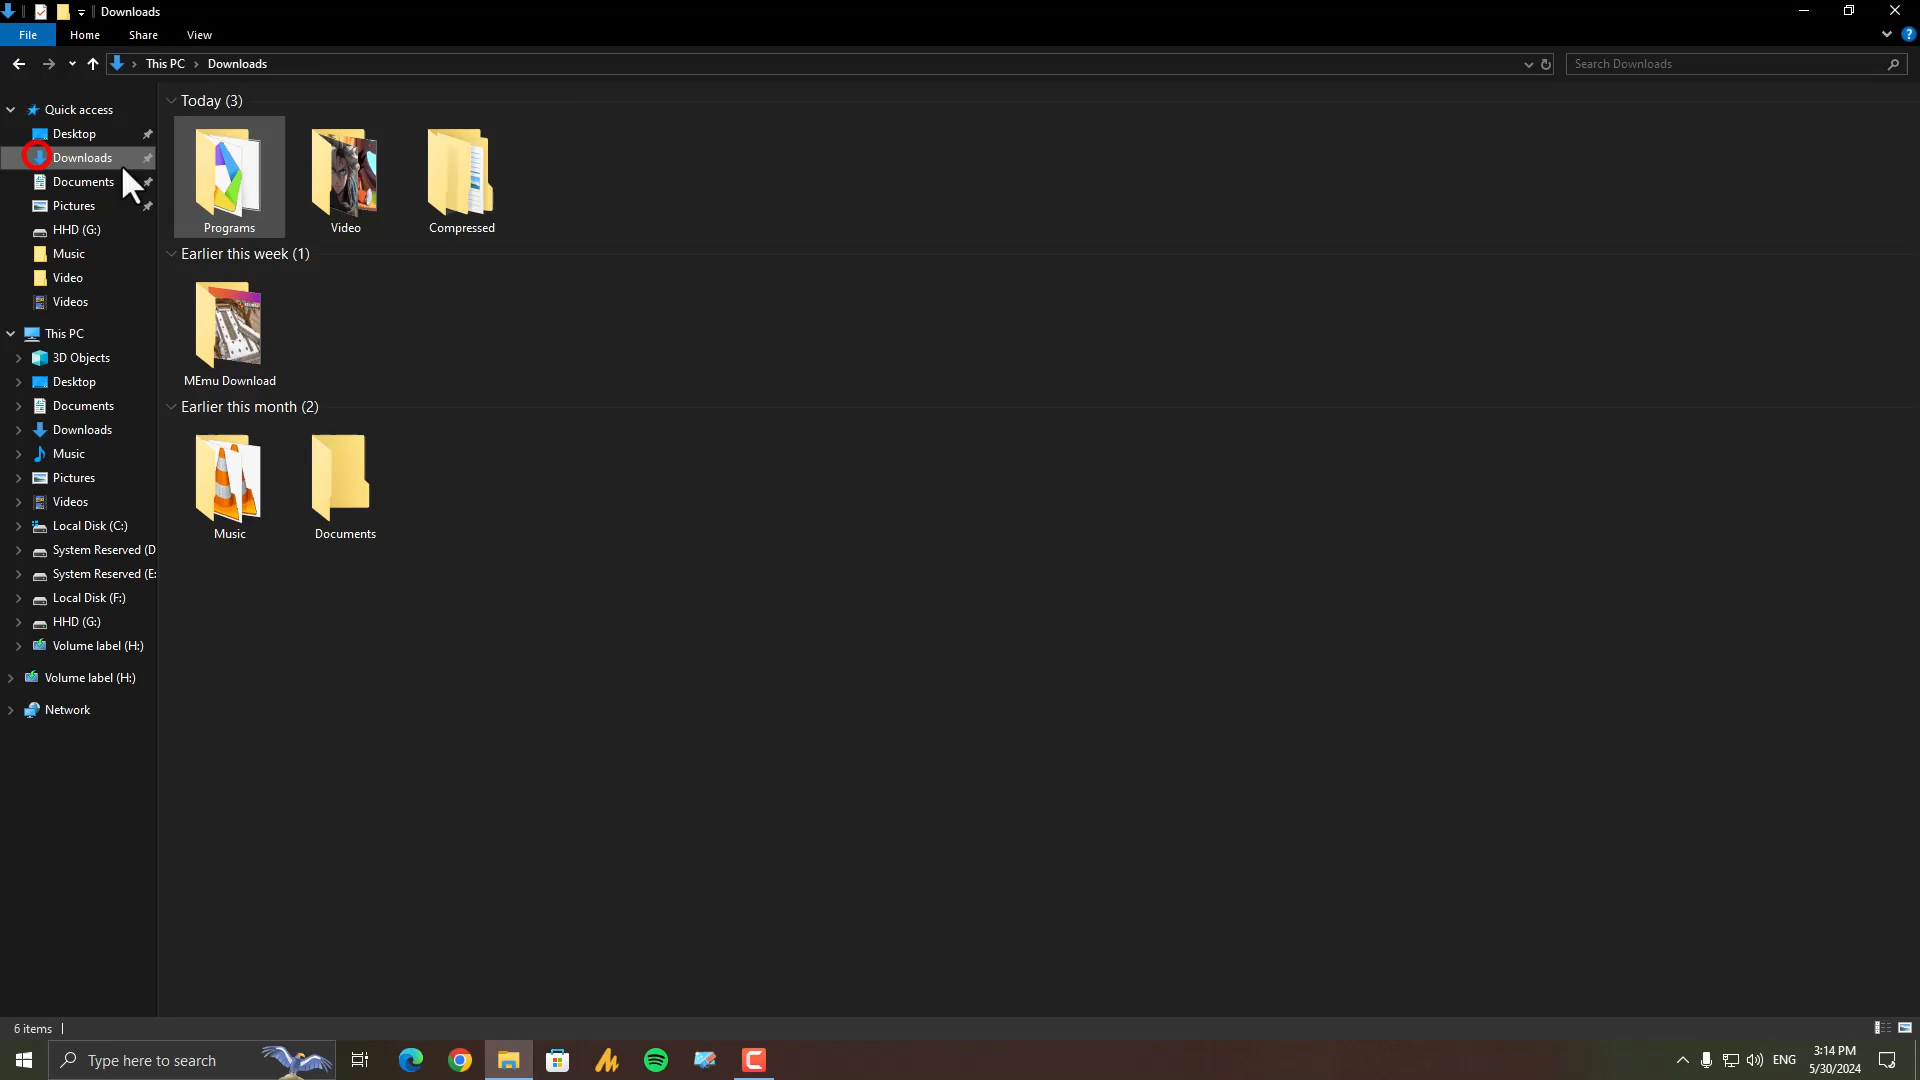 Downloads
File Home Share View
This PC Downloads Search Downloads
Quick access
Desktop
Downloads
Documents
Pictures
HHD (G:)
Music
Video
Videos
This PC
3D Objects
Desktop
Documents
Downloads
Music
Pictures
Videos
Local Disk (C:)
System Reserved (D
System Reserved (E:
Local Disk (F:)
HHD (G:)
Volume label (H:)
Volume label (H:)
Network
Today (3)
Programs Video Compressed
Earlier this week (1)
MEmu Download
Earlier this month (2)
Music Documents
6 items
Type here to search
ENG
3:14 PM
5/30/2024